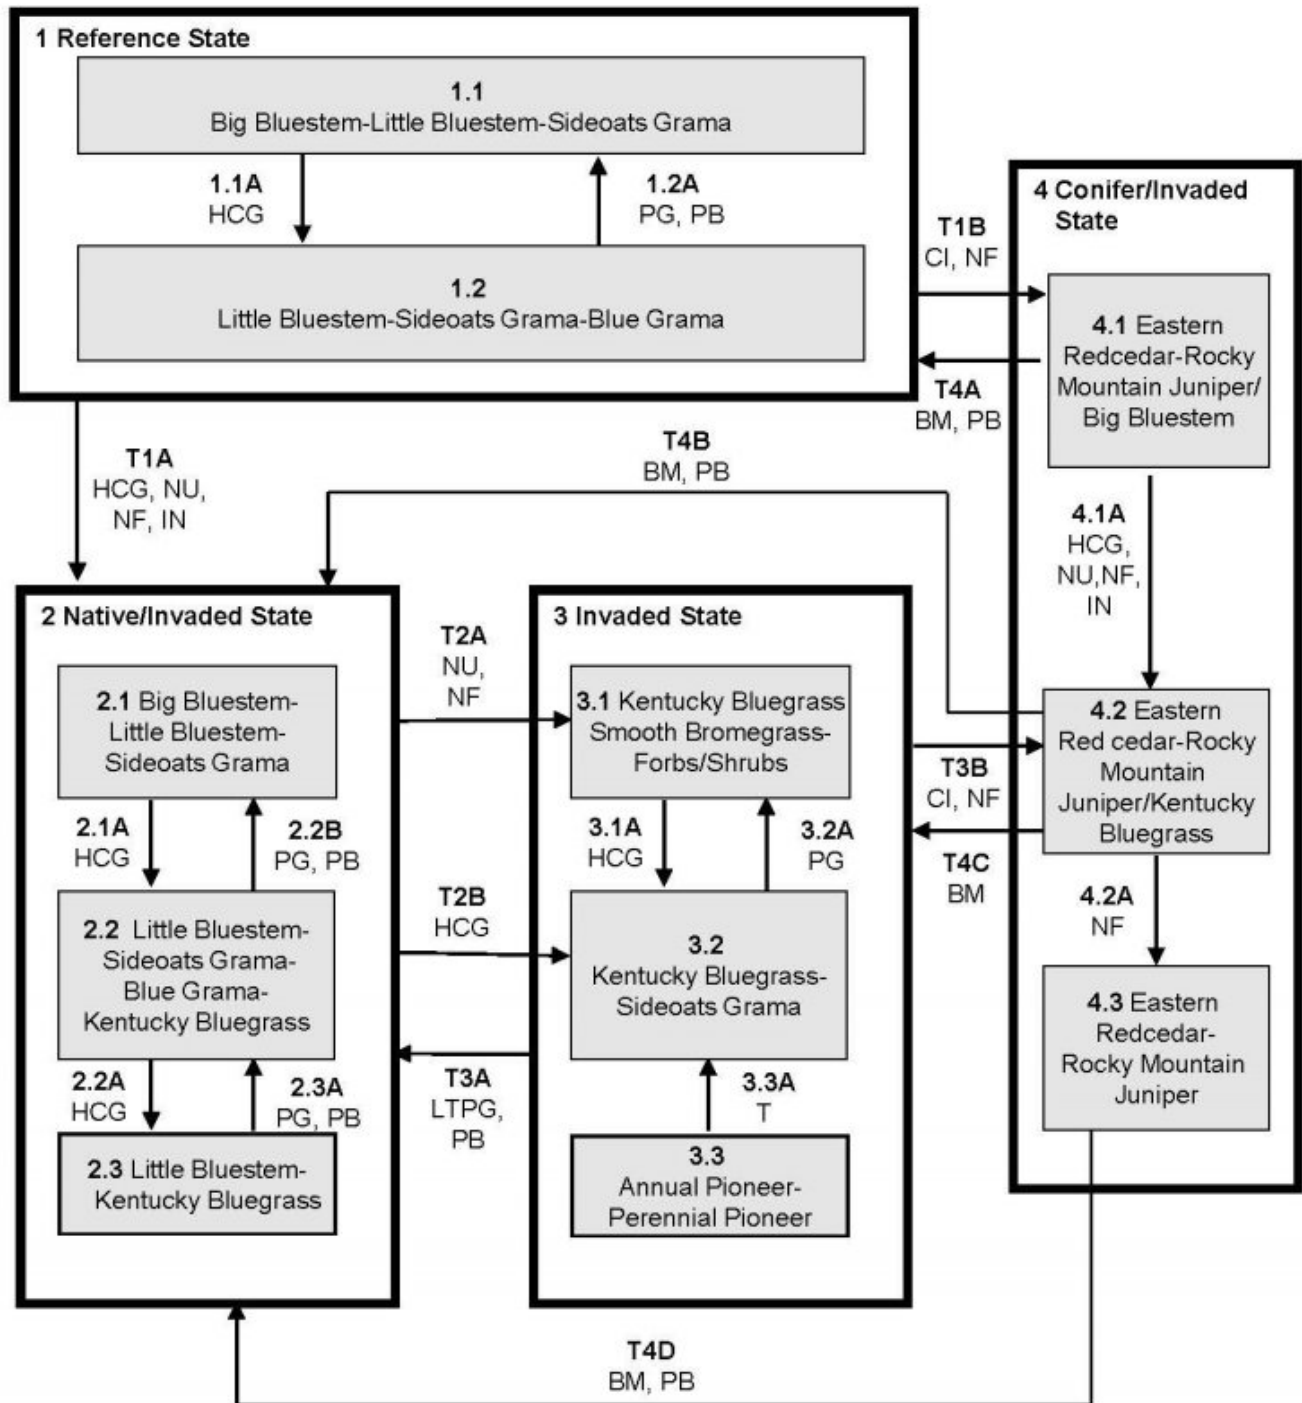 1 Reference State
1.1
Big Bluestem-Little Bluestem-Sideoats Grama
1.1A
HCG
1.2A
PG, PB
1.2
Little Bluestem-Sideoats Grama-Blue Grama
T1B
CI, NF
T4A
BM, PB
4 Conifer/Invaded
State
4.1 Eastern
Redcedar-Rocky
Mountain Juniper/
Big Bluestem
T1A
HCG, NU,
NF, IN
T4B
BM, PB
4.1A
HCG,
NU,NF,
IN
2 Native/Invaded State
2.1 Big Bluestem-
Little Bluestem-
Sideoats Grama
2.1A
HCG
2.2B
PG, PB
2.2 Little Bluestem-
Sideoats Grama-
Blue Grama-
Kentucky Bluegrass
2.2A
HCG
2.3A
PG, PB
2.3 Little Bluestem-
Kentucky Bluegrass
T2A
NU,
NF
T2B
HCG
T3A
LTPG,
PB
3 Invaded State
3.1 Kentucky Bluegrass
Smooth Bromegrass-
Forbs/Shrubs
3.1A
HCG
3.2A
PG
3.2
Kentucky Bluegrass-
Sideoats Grama
3.3A
T
3.3
Annual Pioneer-
Perennial Pioneer
T3B
CI, NF
T4C
BM
4.2 Eastern
Red cedar-Rocky
Mountain
Juniper/Kentucky
Bluegrass
4.2A
NF
4.3 Eastern
Redcedar-
Rocky Mountain
Juniper
T4D
BM, PB